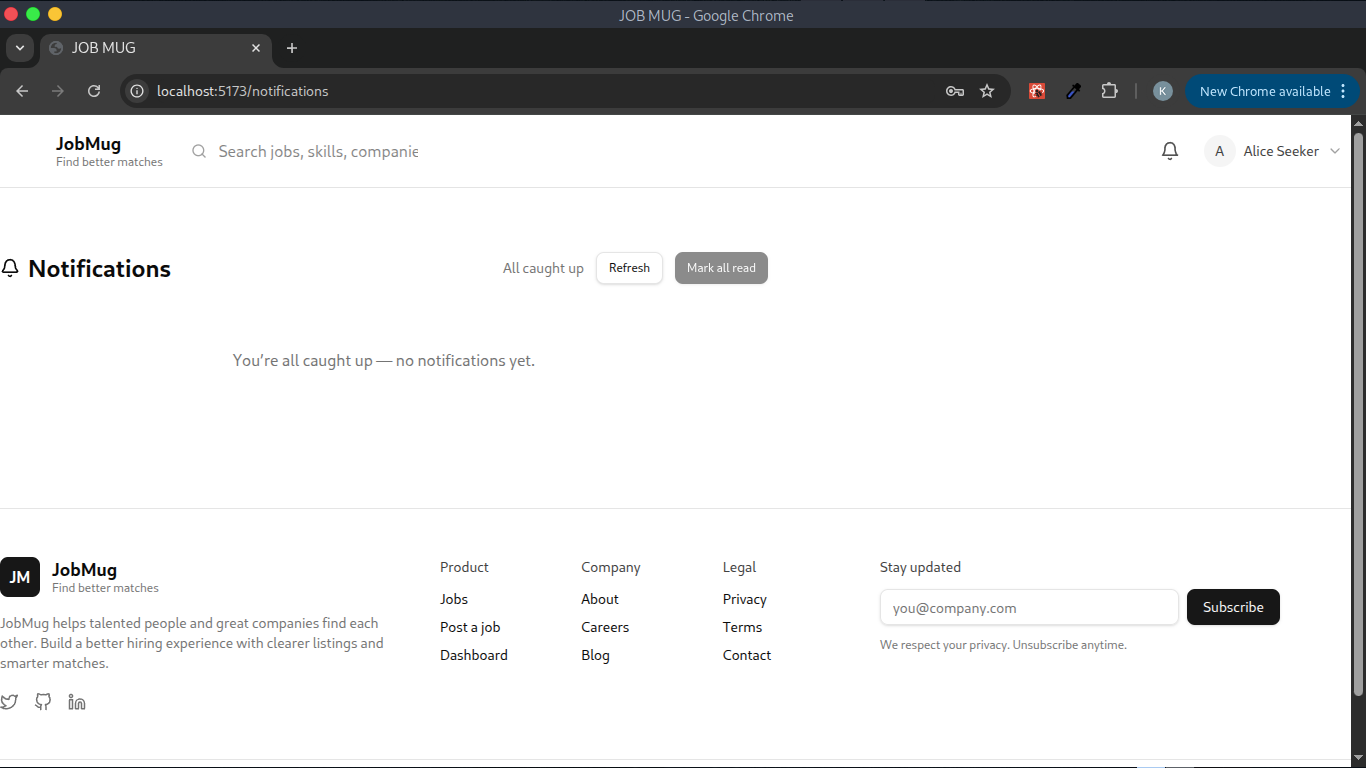 JOB MUG - Google Chrome
JOB MUG
localhost:5173/notifications
K
New Chrome available
JobMug
Find better matches
Search jobs, skills, companie
A
Alice Seeker
Notifications
All caught up
Refresh
Mark all read
You’re all caught up — no notifications yet.
JM
JobMug
Find better matches
JobMug helps talented people and great companies find each
other. Build a better hiring experience with clearer listings and
smarter matches.
Product
Jobs
Post a job
Dashboard
Company
About
Careers
Blog
Legal
Privacy
Terms
Contact
Stay updated
you@company.com
Subscribe
We respect your privacy. Unsubscribe anytime.